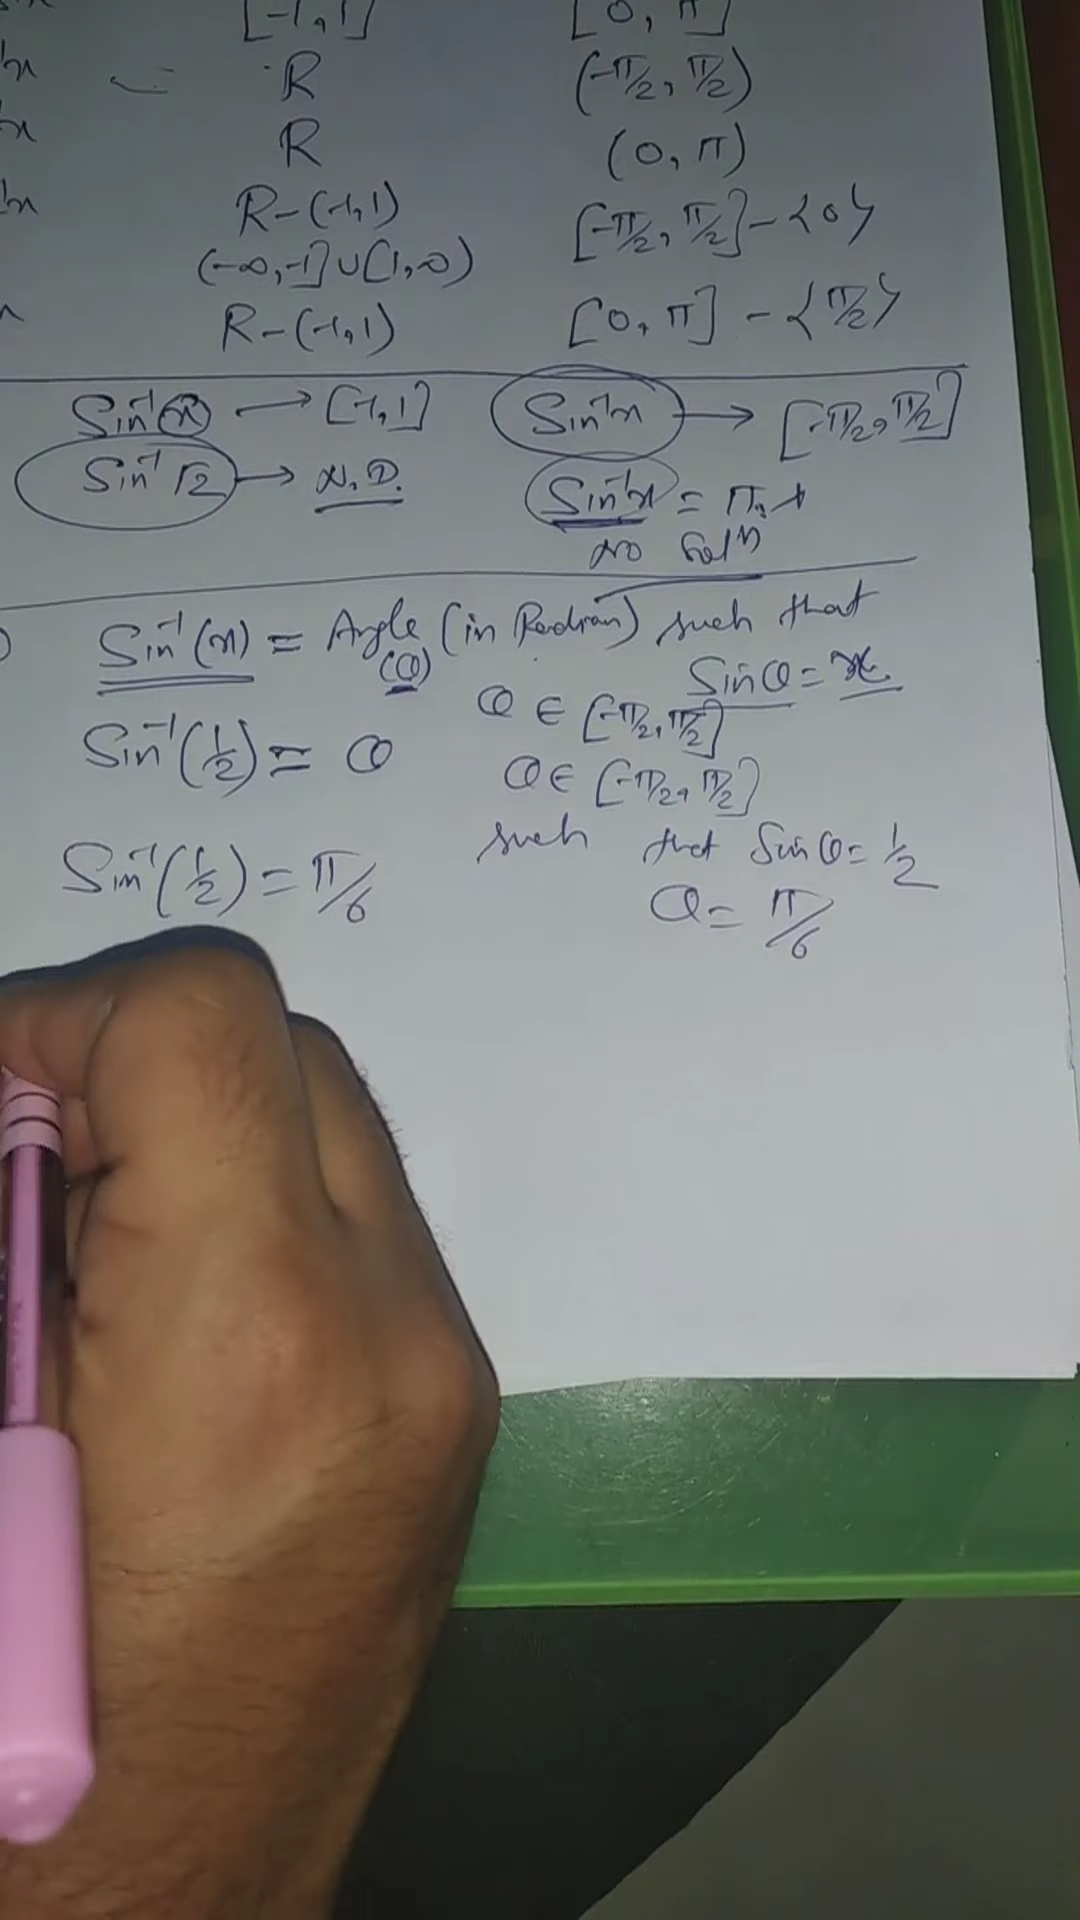 [-1, 1] [0, π]
R (-π/2, π/2)
R (0, π)
R-(-1,1) [-π/2, π/2] - {0}
(-∞,-1]∪[1,∞)
R-(-1,1) [0, π] - {π/2}
Sin⁻¹(x) → [-1,1] Sin⁻¹x → [-π/2, π/2]
Sin⁻¹√2 → N.D. Sin⁻¹x = π
No Solⁿ
Sin⁻¹(x) = Angle (in Radian) such that
(θ) Sinθ = x
θ ∈ [-π/2, π/2]
Sin⁻¹(1/2) = θ θ ∈ [-π/2, π/2]
such that Sinθ = 1/2
Sin⁻¹(1/2) = π/6 θ = π/6